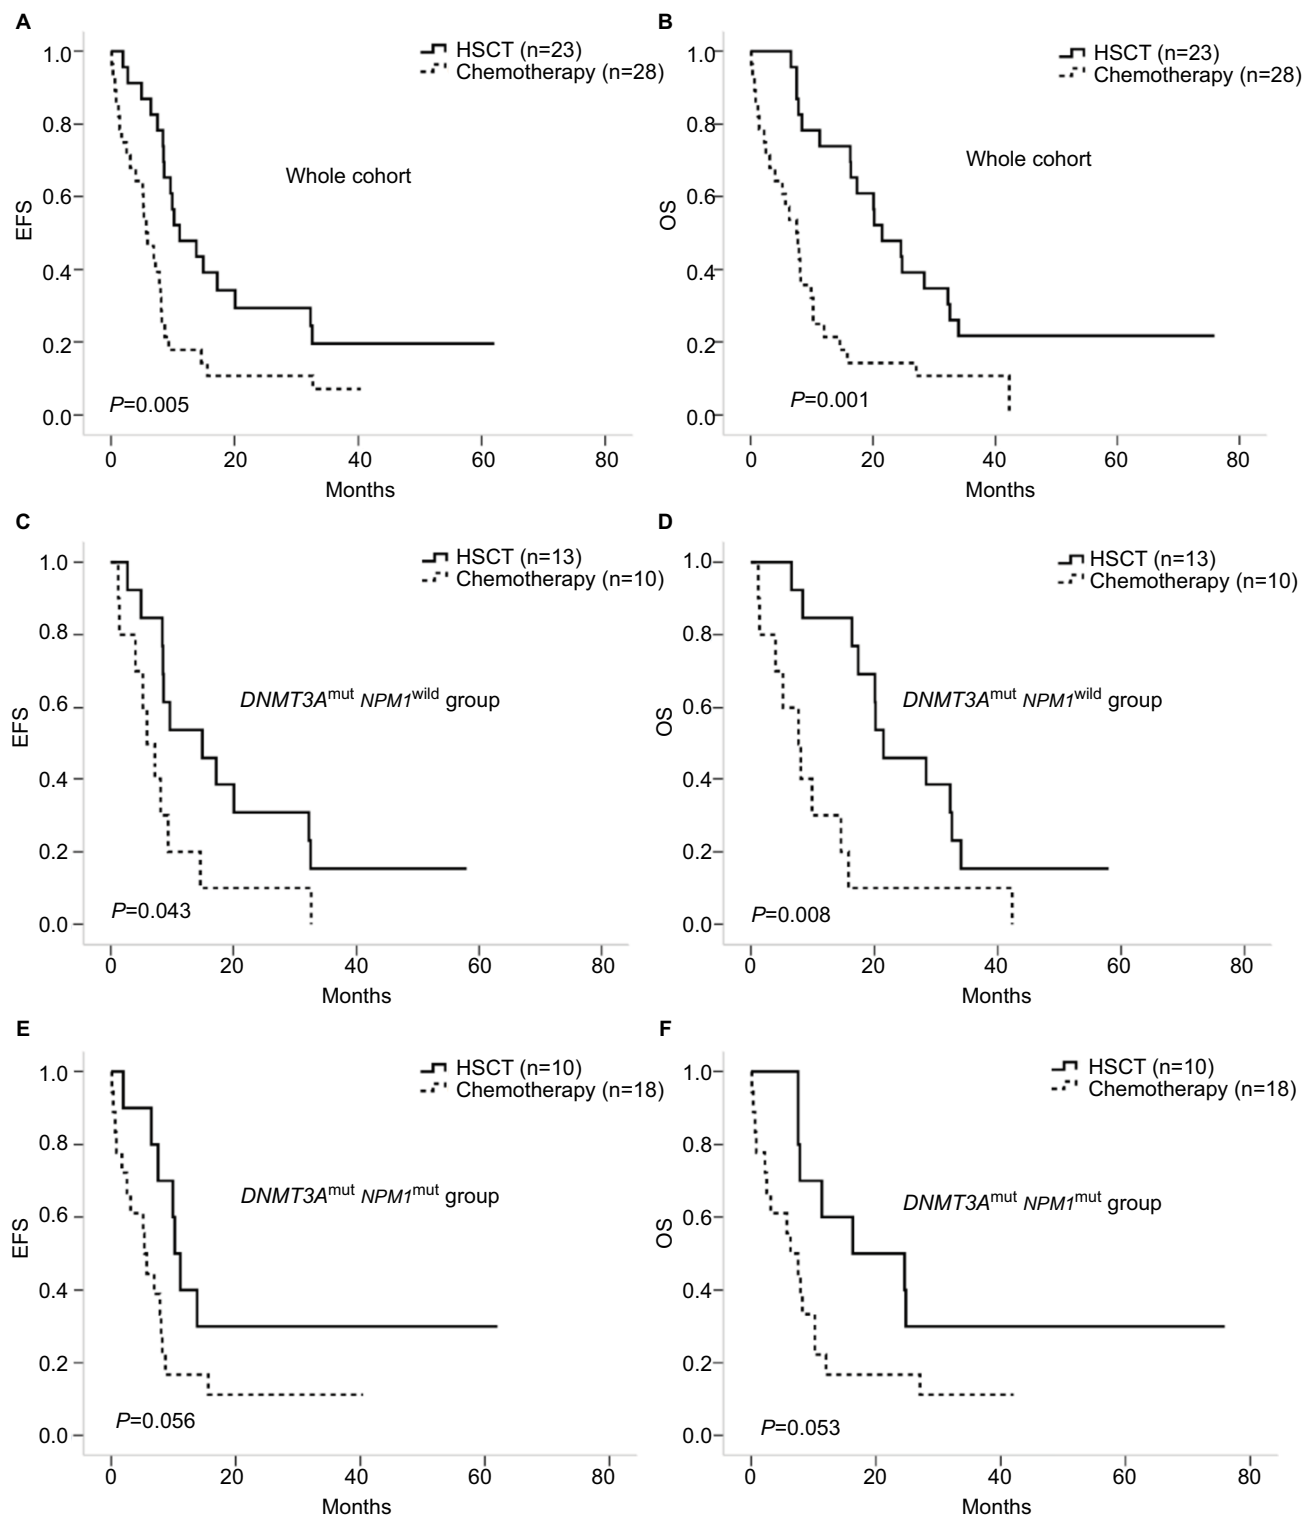 A
EFS
1.0
0.8
0.6
0.4
0.2
0.0
HSCT (n=23)
Chemotherapy (n=28)
Whole cohort
P=0.005
0 20 40 60 80
Months
B
OS
1.0
0.8
0.6
0.4
0.2
0.0
HSCT (n=23)
Chemotherapy (n=28)
Whole cohort
P=0.001
0 20 40 60 80
Months
C
EFS
1.0
0.8
0.6
0.4
0.2
0.0
HSCT (n=13)
Chemotherapy (n=10)
DNMT3Amut NPM1wild group
P=0.043
0 20 40 60 80
Months
D
OS
1.0
0.8
0.6
0.4
0.2
0.0
HSCT (n=13)
Chemotherapy (n=10)
DNMT3Amut NPM1wild group
P=0.008
0 20 40 60 80
Months
E
EFS
1.0
0.8
0.6
0.4
0.2
0.0
HSCT (n=10)
Chemotherapy (n=18)
DNMT3Amut NPM1mut group
P=0.056
0 20 40 60 80
Months
F
OS
1.0
0.8
0.6
0.4
0.2
0.0
HSCT (n=10)
Chemotherapy (n=18)
DNMT3Amut NPM1mut group
P=0.053
0 20 40 60 80
Months